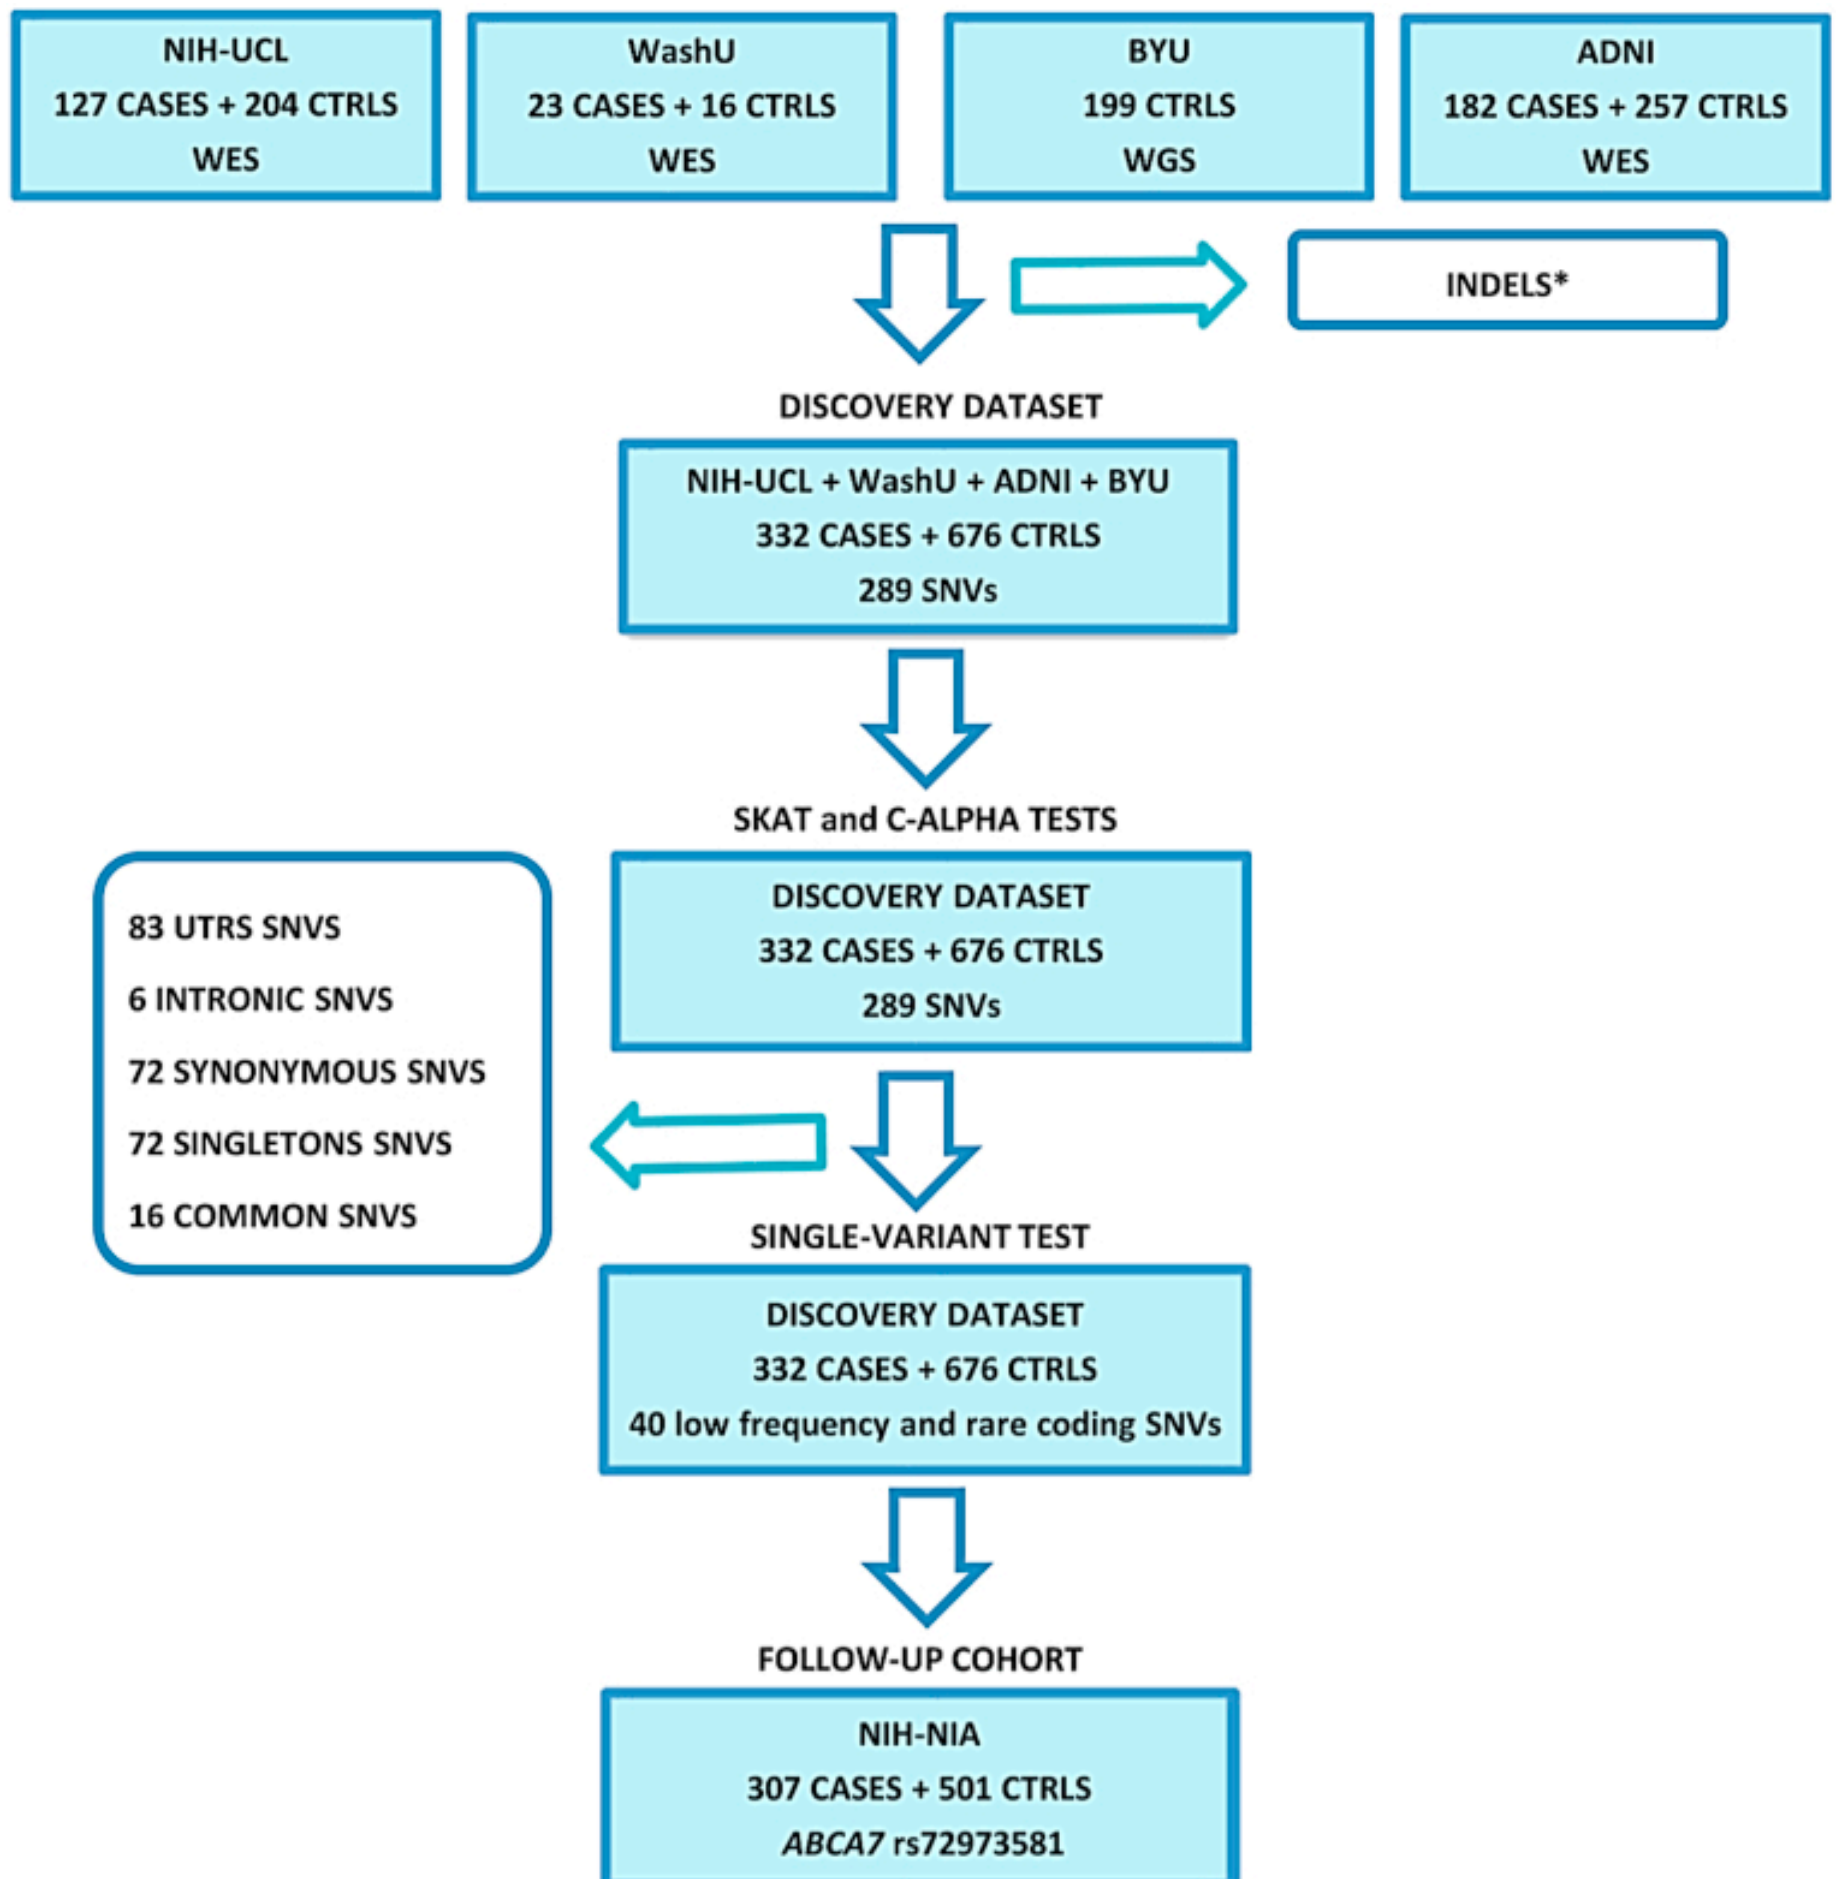 NIH-UCL
127 CASES + 204 CTRLS
WES
WashU
23 CASES + 16 CTRLS
WES
BYU
199 CTRLS
WGS
ADNI
182 CASES + 257 CTRLS
WES
INDELS*
DISCOVERY DATASET
NIH-UCL + WashU + ADNI + BYU
332 CASES + 676 CTRLS
289 SNVs
SKAT and C-ALPHA TESTS
DISCOVERY DATASET
332 CASES + 676 CTRLS
289 SNVs
83 UTRS SNVS
6 INTRONIC SNVS
72 SYNONYMOUS SNVS
72 SINGLETONS SNVS
16 COMMON SNVS
SINGLE-VARIANT TEST
DISCOVERY DATASET
332 CASES + 676 CTRLS
40 low frequency and rare coding SNVs
FOLLOW-UP COHORT
NIH-NIA
307 CASES + 501 CTRLS
ABCA7 rs72973581